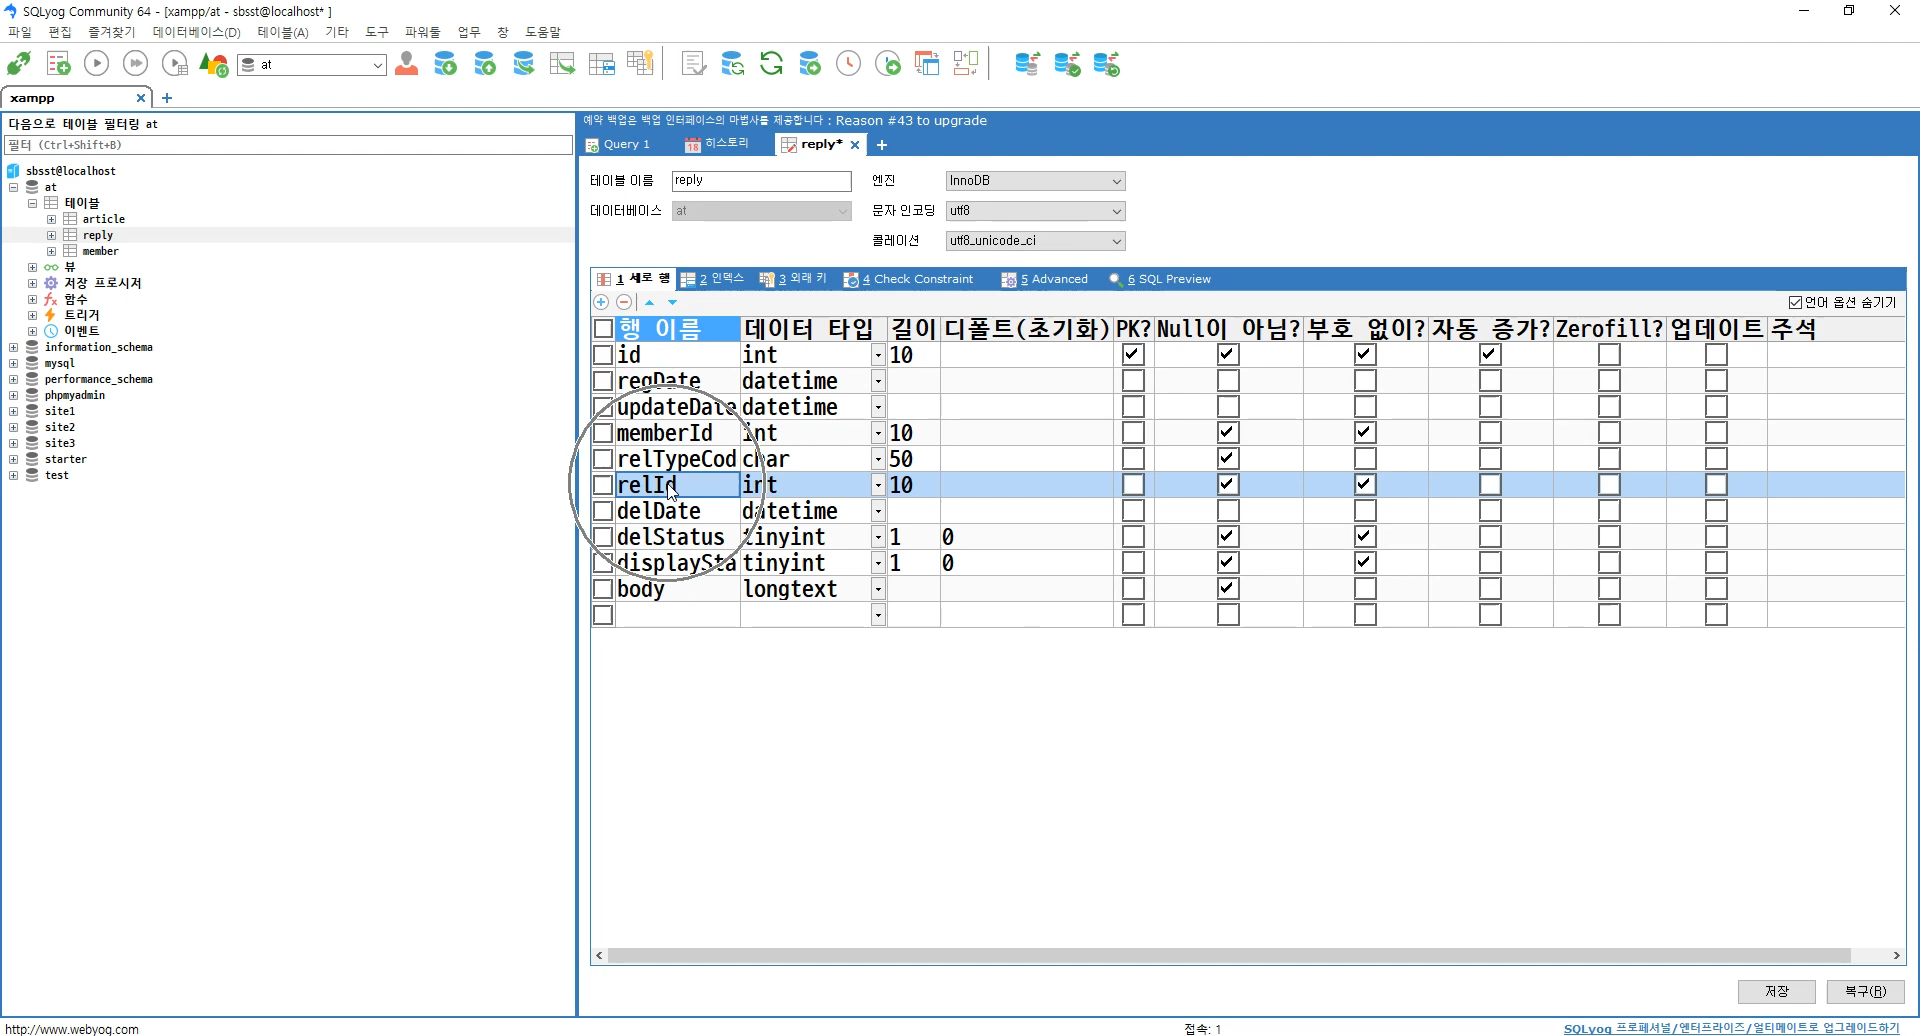 SQLyog Community 64 - [xampp/at - sbsst@localhost* ]
파일 편집 즐겨찾기 데이터베이스(D) 테이블(A) 기타 도구 파워툴 업무 창 도움말
at
xampp
다음으로 테이블 필터링 at
필터 (Ctrl+Shift+B)
sbsst@localhost
at
테이블
article
reply
member
뷰
저장 프로시저
함수
트리거
이벤트
information_schema
mysql
performance_schema
phpmyadmin
site1
site2
site3
starter
test
예약 백업은 백업 인터페이스의 마법사를 제공합니다 : Reason #43 to upgrade
Query 1 18 히스토리 reply*
테이블 이름 reply 엔진 InnoDB
데이터베이스 at 문자 인코딩 utf8
콜레이션 utf8_unicode_ci
1 세로 행 2 인덱스 3 외래 키 4 Check Constraint 5 Advanced 6 SQL Preview
언어 옵션 숨기기
행 이름 데이터 타입 길이 디폴트(초기화) PK? Null이 아님? 부호 없이? 자동 증가? Zerofill? 업데이트 주석
id int 10
regDate datetime
updateDate datetime
memberId int 10
relTypeCod char 50
relId int 10
delDate datetime
delStatus tinyint 1 0
displaySta tinyint 1 0
body longtext
저장 복구(R)
http://www.webyog.com 접속: 1 SQLyog 프로페셔널/엔터프라이즈/얼티메이트로 업그레이드하기